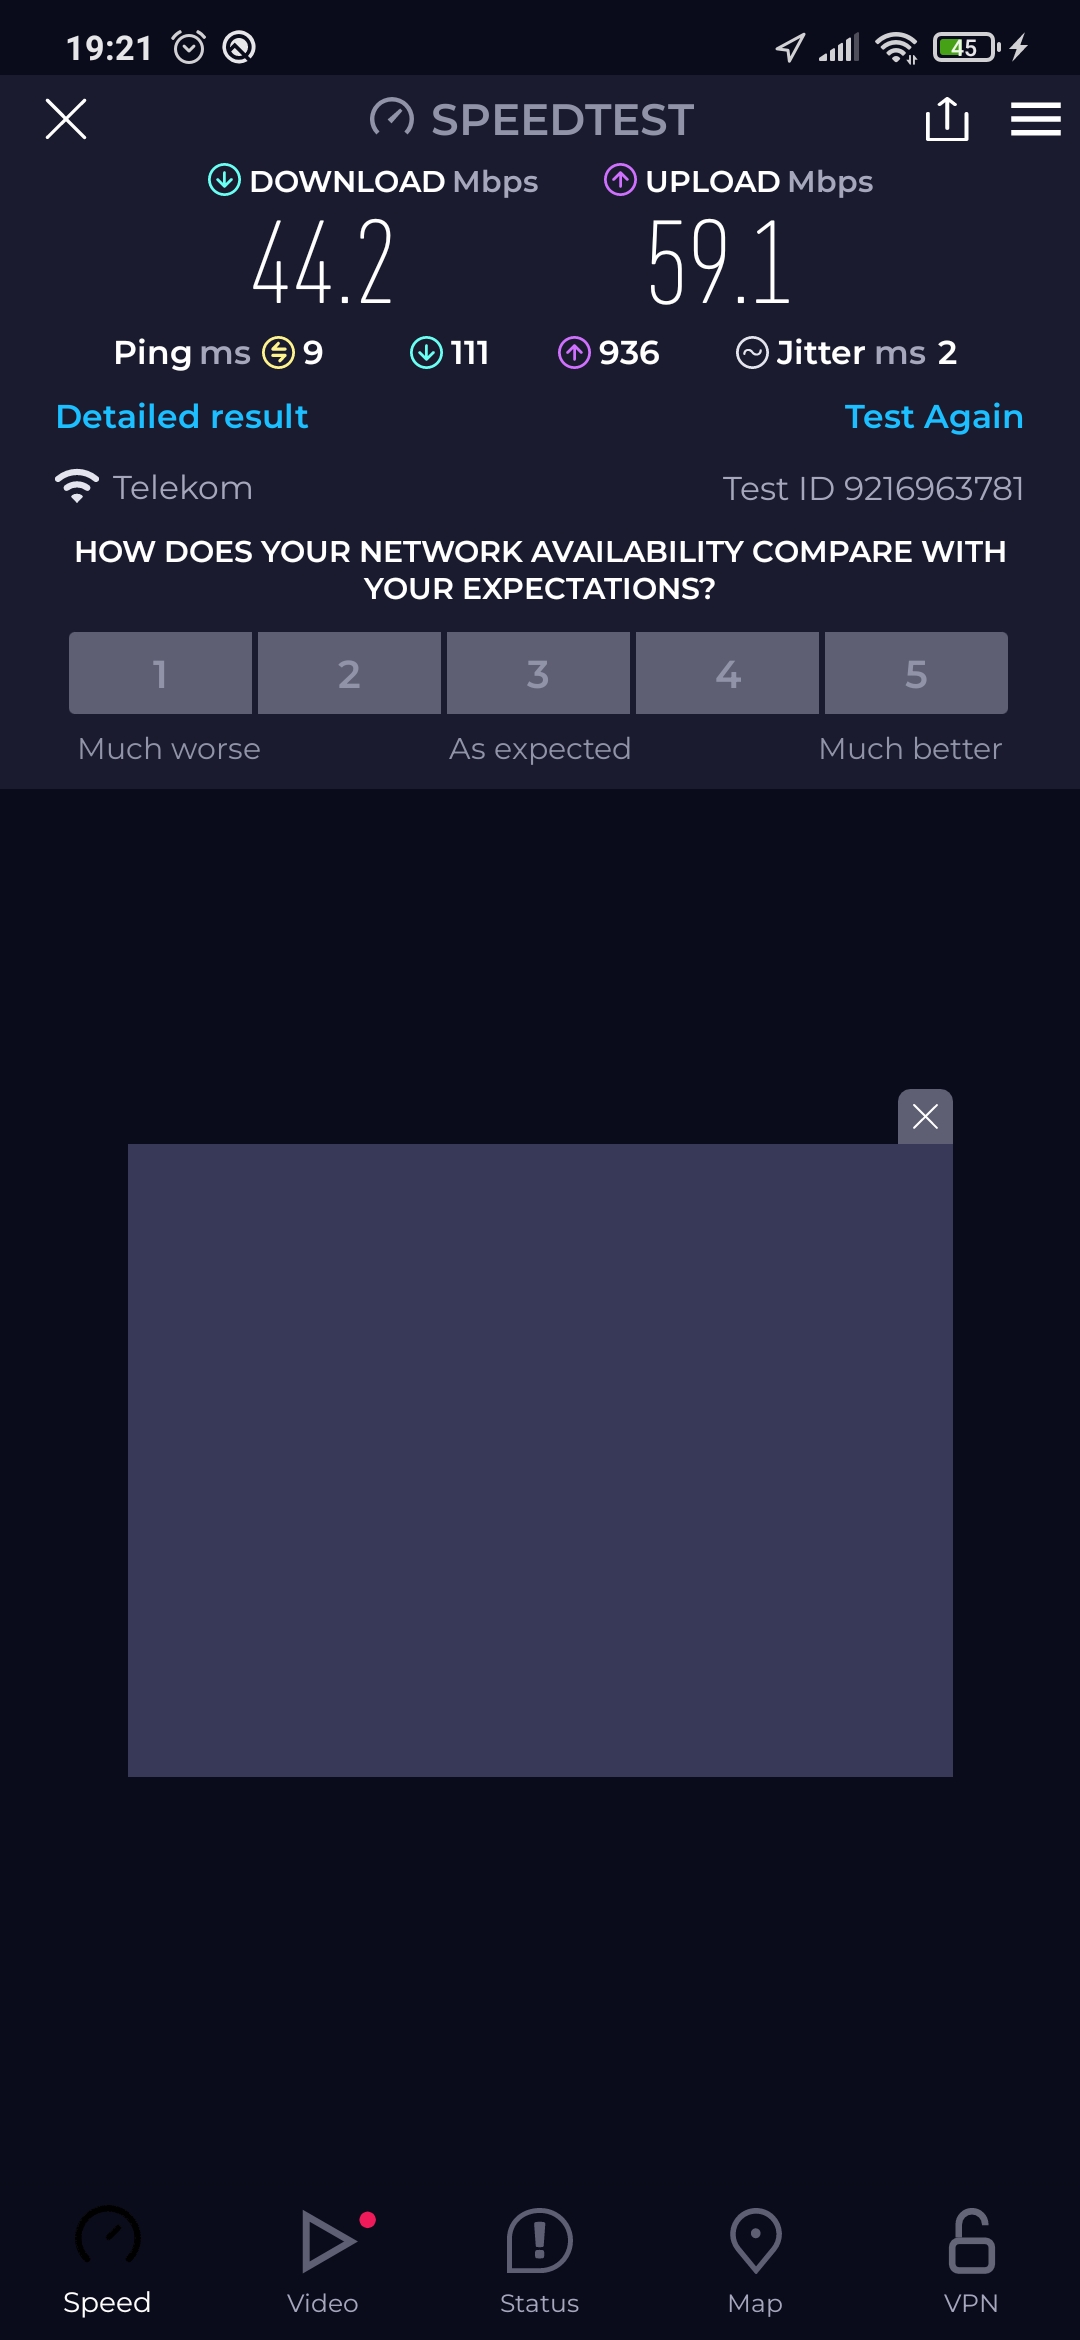 19:21 45
SPEEDTEST
DOWNLOAD Mbps UPLOAD Mbps
44.2 59.1
Ping ms 9 111 936 Jitter ms 2
Detailed result Test Again
Telekom Test ID 9216963781
HOW DOES YOUR NETWORK AVAILABILITY COMPARE WITH
YOUR EXPECTATIONS?
1 2 3 4 5
Much worse As expected Much better
Speed Video Status Map VPN